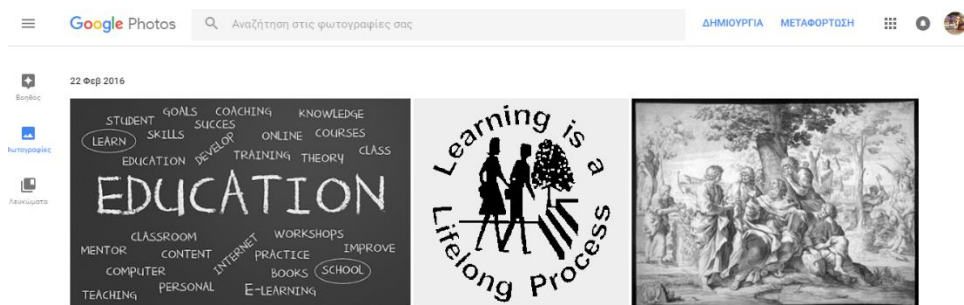 Google Photos
Αναζήτηση στις φωτογραφίες σας
ΔΗΜΙΟΥΡΓΙΑ ΜΕΤΑΦΟΡΤΩΣΗ
Βοηθός
Φωτογραφίες
Λευκώματα
22 Φεβ 2016
GOALS COACHING KNOWLEDGE
STUDENT SUCCES
LEARN SKILLS DEVELOP ONLINE COURSES
EDUCATION TRAINING THEORY CLASS
EDUCATION
CLASSROOM INTERNET WORKSHOPS
MENTOR CONTENT PRACTICE IMPROVE
COMPUTER BOOKS SCHOOL
TEACHING PERSONAL E-LEARNING
Learning is a
Lifelong Process